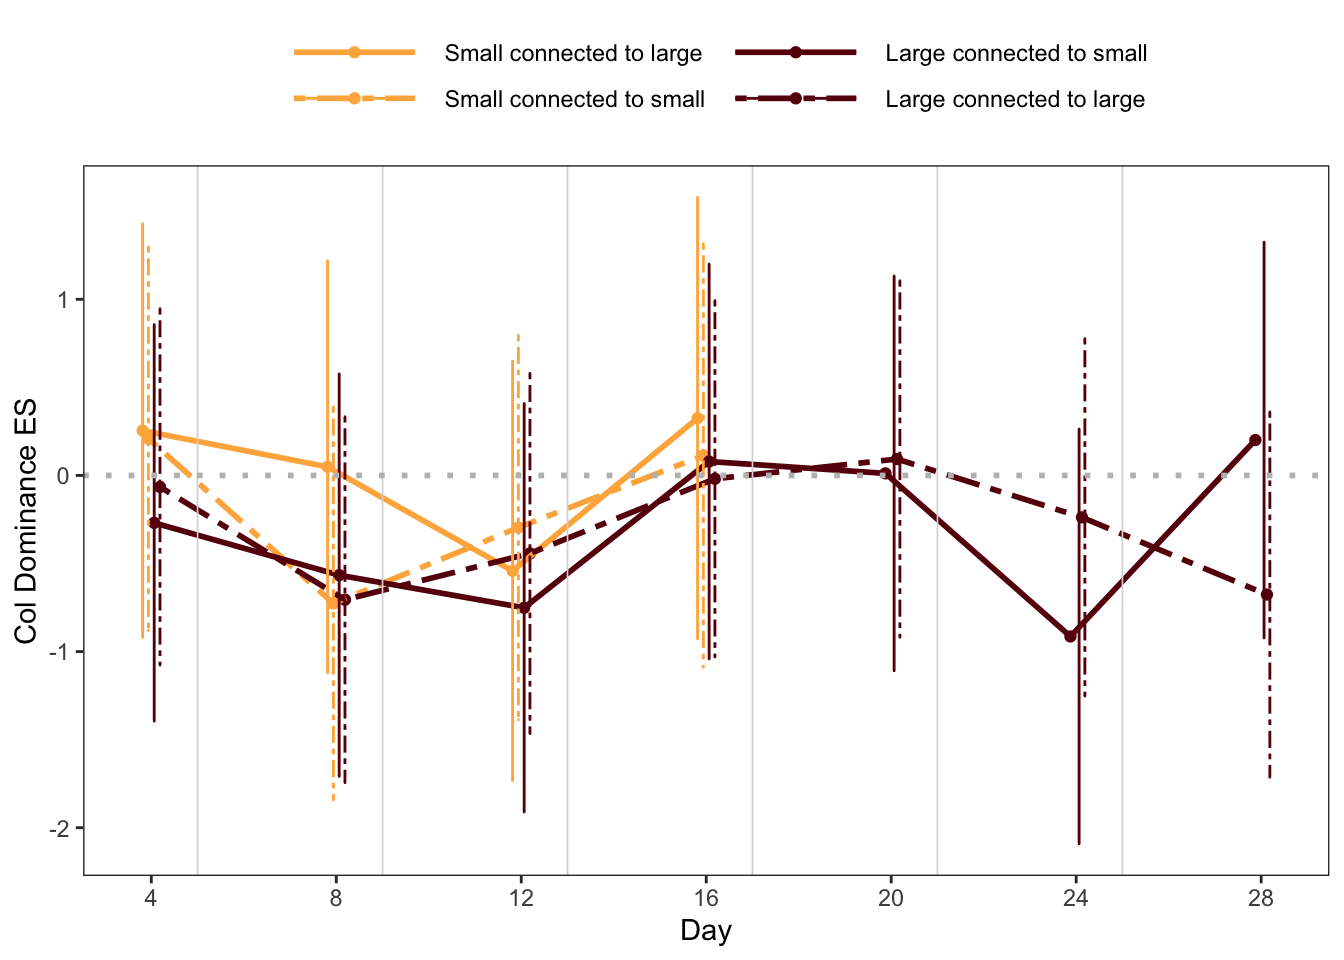 Small connected to large Large connected to small
Small connected to small Large connected to large
Col Dominance ES
1
0
-1
-2
4 8 12 16 20 24 28
Day